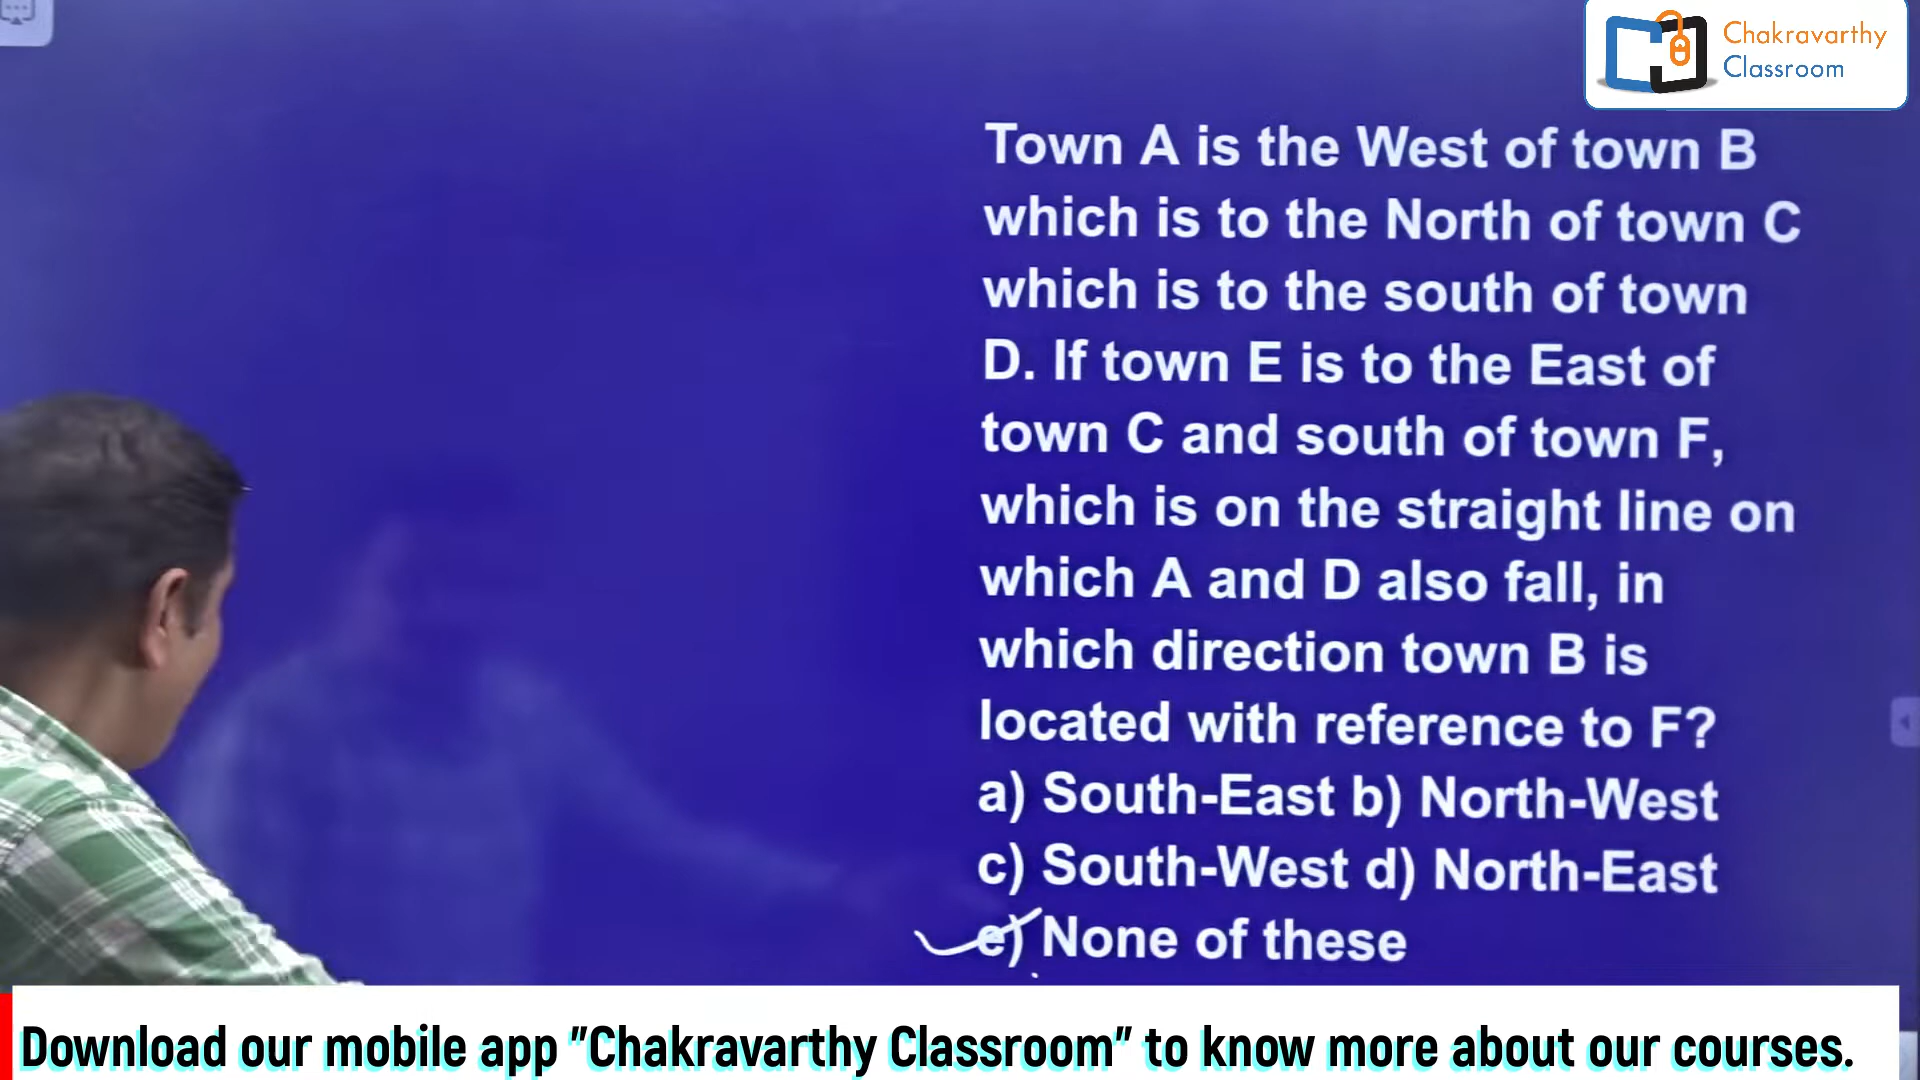 Chakravarthy
Classroom
Town A is the West of town B
which is to the North of town C
which is to the south of town
D. If town E is to the East of
town C and south of town F,
which is on the straight line on
which A and D also fall, in
which direction town B is
located with reference to F?
a) South-East b) North-West
c) South-West d) North-East
e) None of these
Download our mobile app "Chakravarthy Classroom" to know more about our courses.